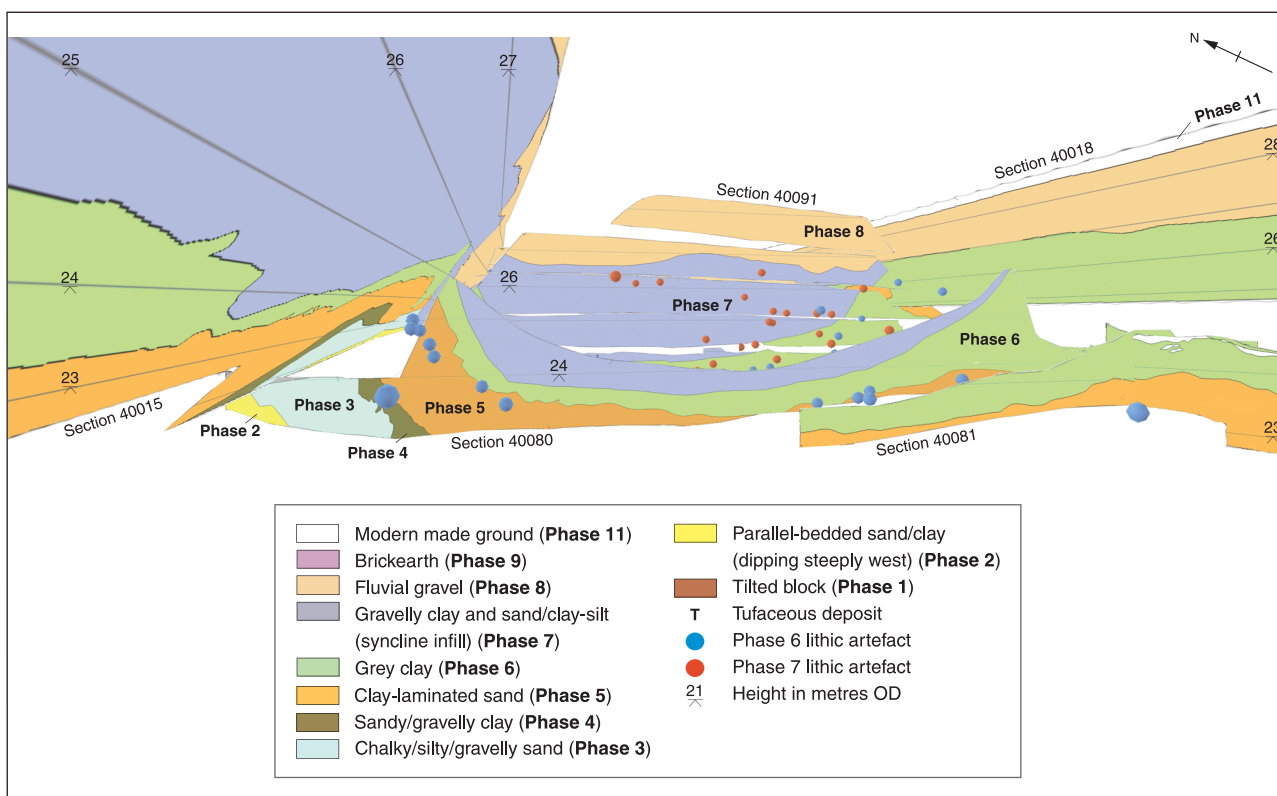 N
25
26
27
Phase 11
Section 40018
28
Section 40091
Phase 8
26
24
26
Phase 7
Phase 6
24
23
Section 40015
Phase 3
Phase 5
Phase 2
Phase 4
Section 40080
Section 40081
23
Modern made ground (Phase 11)
Brickearth (Phase 9)
Fluvial gravel (Phase 8)
Gravelly clay and sand/clay-silt
(syncline infill) (Phase 7)
Grey clay (Phase 6)
Clay-laminated sand (Phase 5)
Sandy/gravelly clay (Phase 4)
Chalky/silty/gravelly sand (Phase 3)
Parallel-bedded sand/clay
(dipping steeply west) (Phase 2)
Tilted block (Phase 1)
T Tufaceous deposit
Phase 6 lithic artefact
Phase 7 lithic artefact
21 Height in metres OD